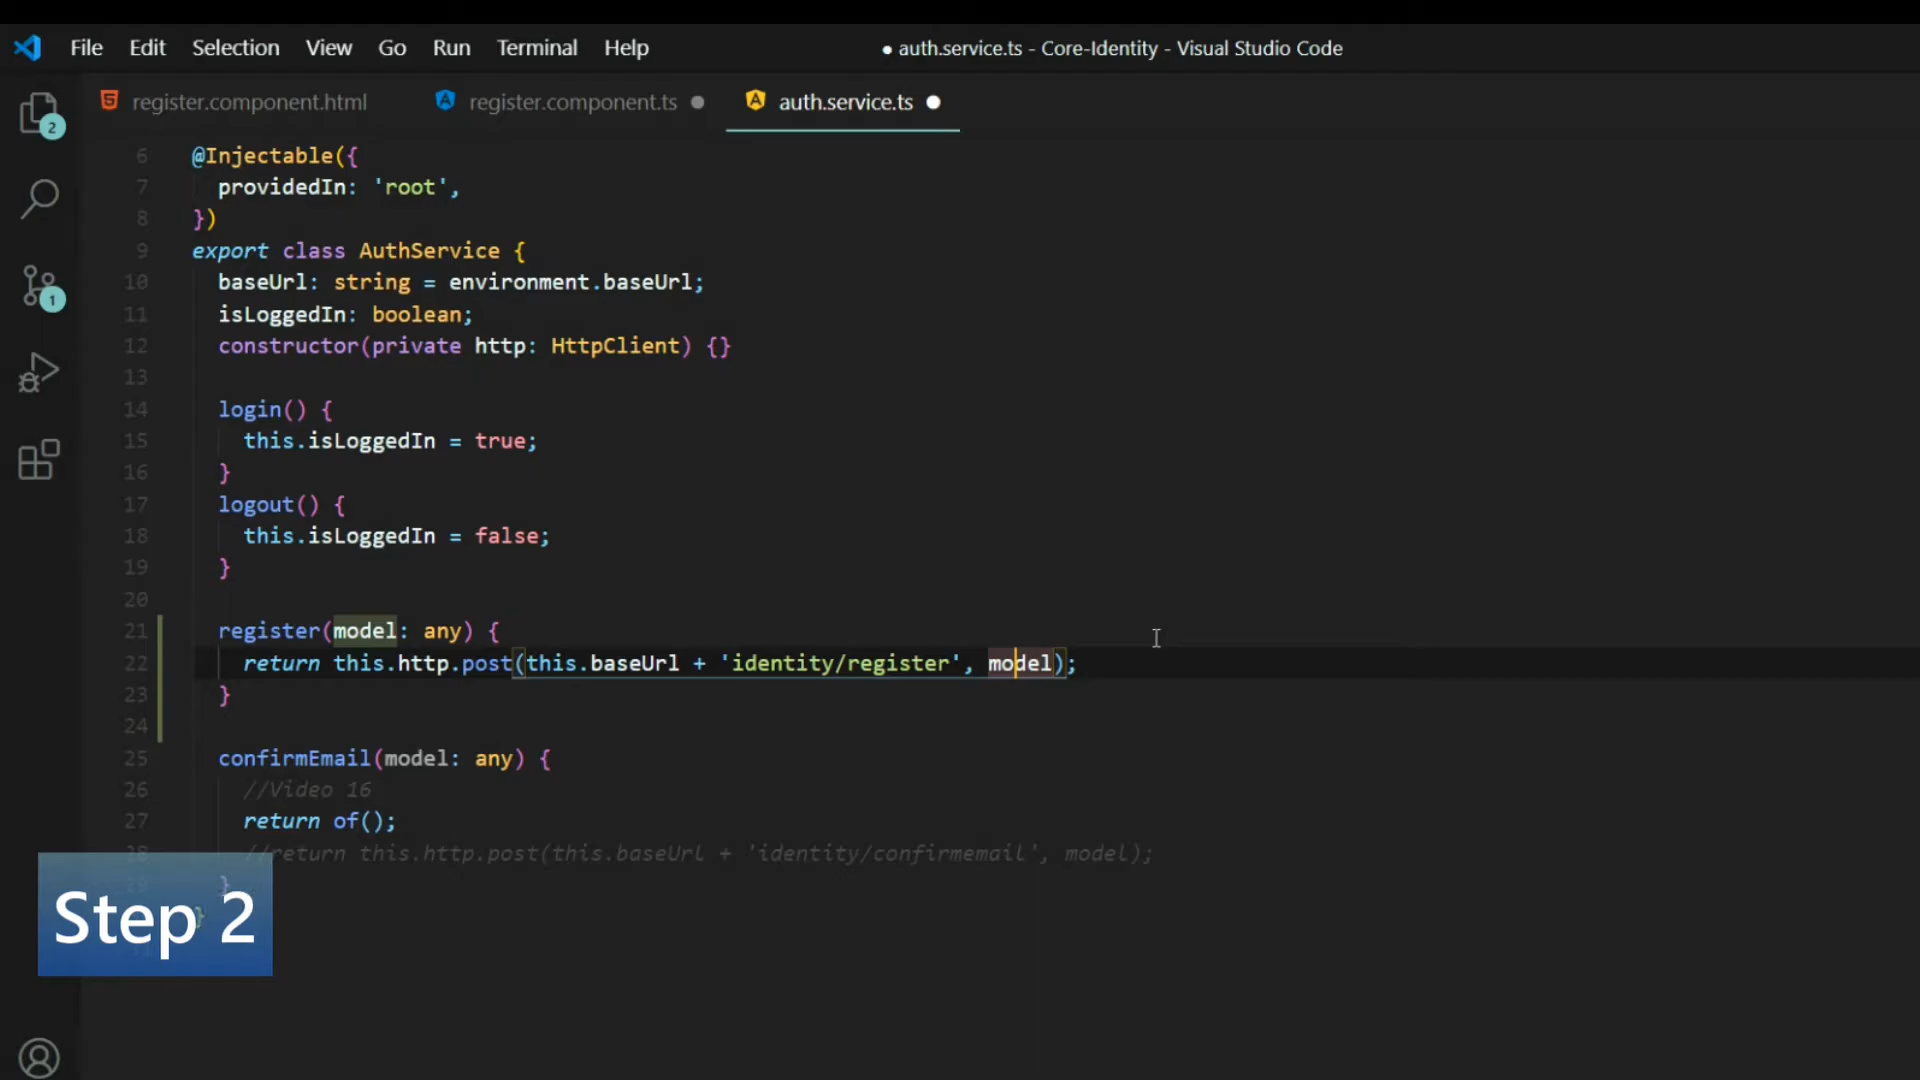 File Edit Selection View Go Run Terminal Help ● auth.service.ts - Core-Identity - Visual Studio Code
register.component.html register.component.ts auth.service.ts
2
1
6 @Injectable({
7 providedIn: 'root',
8 })
9 export class AuthService {
10 baseUrl: string = environment.baseUrl;
11 isLoggedIn: boolean;
12 constructor(private http: HttpClient) {}
13
14 login() {
15 this.isLoggedIn = true;
16 }
17 logout() {
18 this.isLoggedIn = false;
19 }
20
21 register(model: any) {
22 return this.http.post(this.baseUrl + 'identity/register', model);
23 }
24
25 confirmEmail(model: any) {
26 //Video 16
27 return of();
28 //return this.http.post(this.baseUrl + 'identity/confirmemail', model);
29 }
}
Step 2